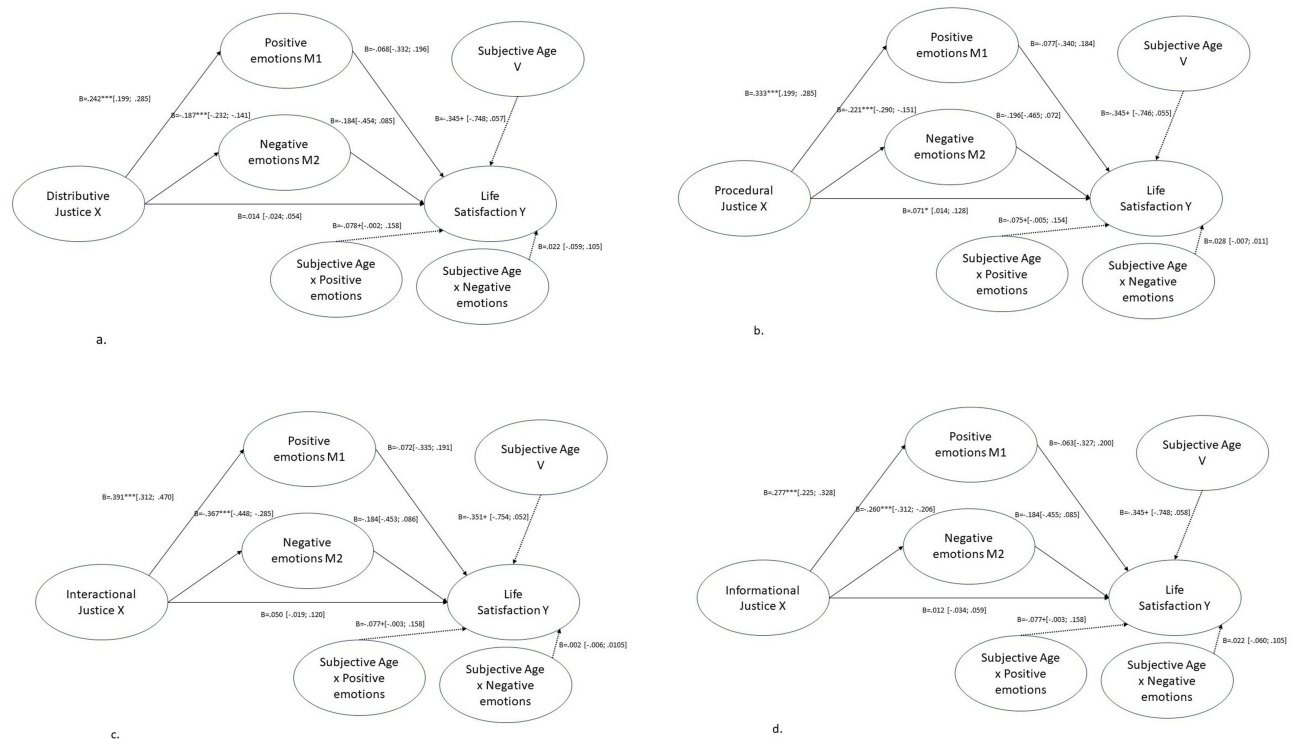 Positive
emotions M1
B=-.068[-.332; .196]
Subjective Age
V
B=.242***[.199; .285]
B=-.187***[-.232; -.141]
B=-.184[-.454; .085]
B=-.345+ [-.748; .057]
Negative
emotions M2
Distributive
Justice X
Life
Satisfaction Y
B=.014 [-.024; .054]
B=-.078+[-.002; .158]
B=.022 [-.059; .105]
Subjective Age
x Positive
emotions
Subjective Age
x Negative
emotions
a.
Positive
emotions M1
B=-.077[-.340; .184]
Subjective Age
V
B=.333***[.199; .285]
B=-.221***[-.290; -.151]
B=-.196[-.465; .072]
B=-.345+ [-.746; .055]
Negative
emotions M2
Procedural
Justice X
Life
Satisfaction Y
B=.071* [.014; .128]
B=-.075+[-.005; .154]
B=.028 [-.007; .011]
Subjective Age
x Positive
emotions
Subjective Age
x Negative
emotions
b.
Positive
emotions M1
B=-.072[-.335; .191]
Subjective Age
V
B=.391***[.312; .470]
B=-.367***[-.448; -.285]
B=-.184[-.453; .086]
B=-.351+ [-.754; .052]
Negative
emotions M2
Interactional
Justice X
Life
Satisfaction Y
B=.050 [-.019; .120]
B=-.077+[-.003; .158]
B=.002 [-.006; .0105]
Subjective Age
x Positive
emotions
Subjective Age
x Negative
emotions
c.
Positive
emotions M1
B=-.063[-.327; .200]
Subjective Age
V
B=.277***[.225; .328]
B=-.260***[-.312; -.206]
B=-.184[-.455; .085]
B=-.345+ [-.748; .058]
Negative
emotions M2
Informational
Justice X
Life
Satisfaction Y
B=.012 [-.034; .059]
B=-.077+[-.003; .158]
B=.022 [-.060; .105]
Subjective Age
x Positive
emotions
Subjective Age
x Negative
emotions
d.